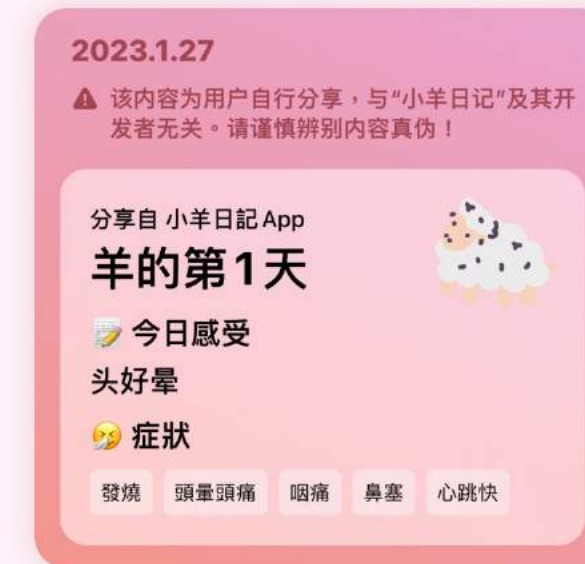 2023.1.27
该内容为用户自行分享，与“小羊日记”及其开
发者无关。请谨慎辨别内容真伪！
分享自 小羊日記 App
羊的第1天
今日感受
头好晕
症狀
發燒 頭暈頭痛 咽痛 鼻塞 心跳快